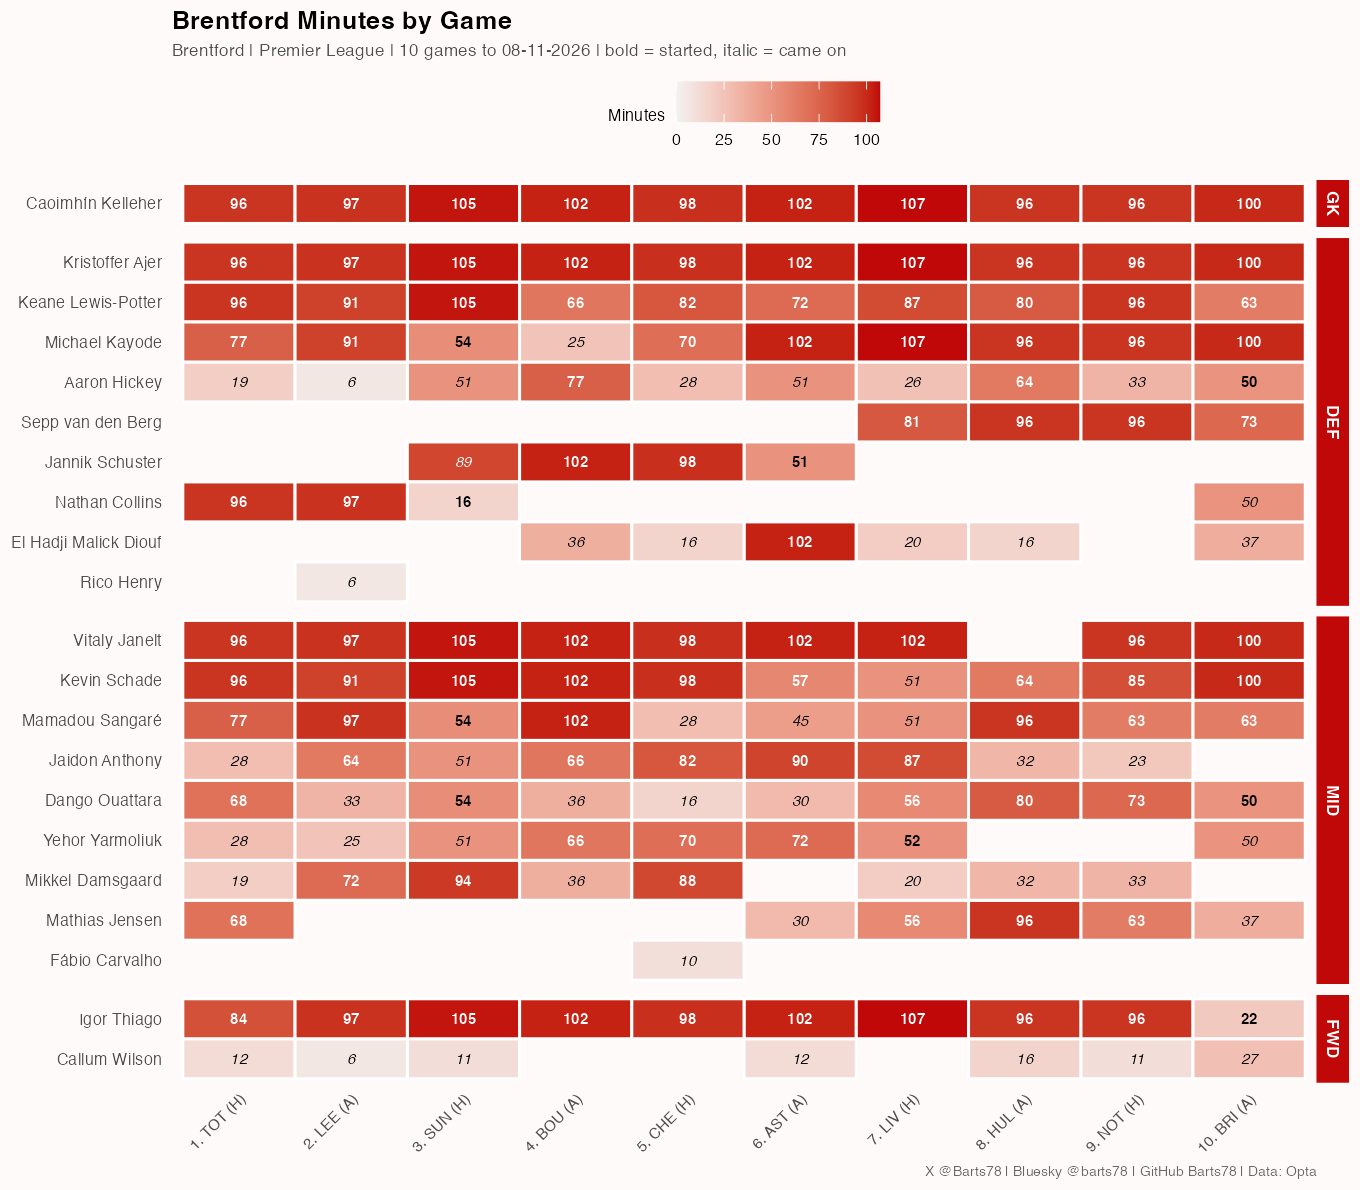 Brentford Minutes by Game
Brentford | Premier League | 10 games to 08-11-2026 | bold = started, italic = came on
Minutes
0 25 50 75 100
Caoimhín Kelleher 96 97 105 102 98 102 107 96 96 100
GK
Kristoffer Ajer 96 97 105 102 98 102 107 96 96 100
Keane Lewis-Potter 96 91 105 66 82 72 87 80 96 63
Michael Kayode 77 91 54 25 70 102 107 96 96 100
Aaron Hickey 19 6 51 77 28 51 26 64 33 50
Sepp van den Berg 81 96 96 73
Jannik Schuster 89 102 98 51
Nathan Collins 96 97 16 50
El Hadji Malick Diouf 36 16 102 20 16 37
Rico Henry 6
DEF
Vitaly Janelt 96 97 105 102 98 102 102 96 100
Kevin Schade 96 91 105 102 98 57 51 64 85 100
Mamadou Sangaré 77 97 54 102 28 45 51 96 63 63
Jaidon Anthony 28 64 51 66 82 90 87 32 23
Dango Ouattara 68 33 54 36 16 30 56 80 73 50
Yehor Yarmoliuk 28 25 51 66 70 72 52 50
Mikkel Damsgaard 19 72 94 36 88 20 32 33
Mathias Jensen 68 30 56 96 63 37
Fábio Carvalho 10
MID
Igor Thiago 84 97 105 102 98 102 107 96 96 22
Callum Wilson 12 6 11 12 16 11 27
FWD
1. TOT (H) 2. LEE (A) 3. SUN (H) 4. BOU (A) 5. CHE (H) 6. AST (A) 7. LIV (H) 8. HUL (A) 9. NOT (H) 10. BRI (A)
X @Barts78 | Bluesky @barts78 | GitHub Barts78 | Data: Opta